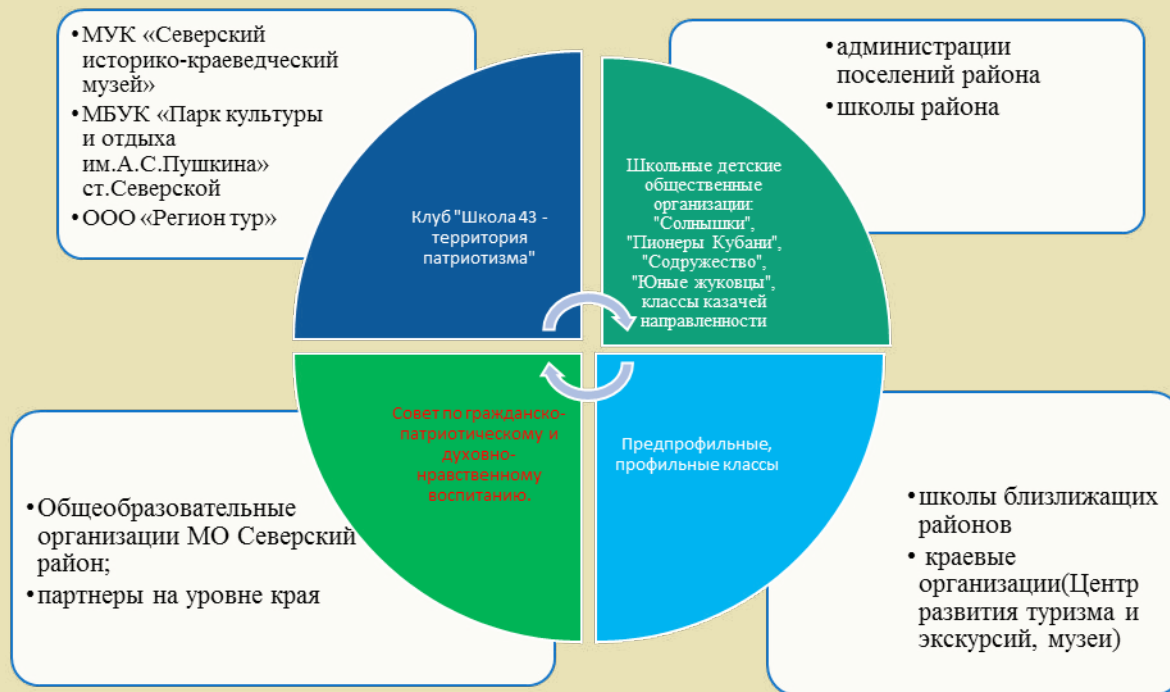 •МУК «Северский
историко-краеведческий
музей»
•МБУК «Парк культуры
и отдыха
им.А.С.Пушкина»
ст.Северской
•ООО «Регион тур»
•администрации
поселений района
•школы района
Клуб "Школа 43 -
территория
патриотизма"
Школьные детские
общественные
организации:
"Солнышки",
"Пионеры Кубани",
"Содружество",
"Юные жуковцы",
классы казачей
направленности
Совет по гражданско-
патриотическому и
духовно-
нравственному
воспитанию.
Предпрофильные,
профильные классы
•Общеобразовательные
организации МО Северский
район;
•партнеры на уровне края
•школы близлижащих
районов
• краевые
организации(Центр
развития туризма и
экскурсий, музеи)